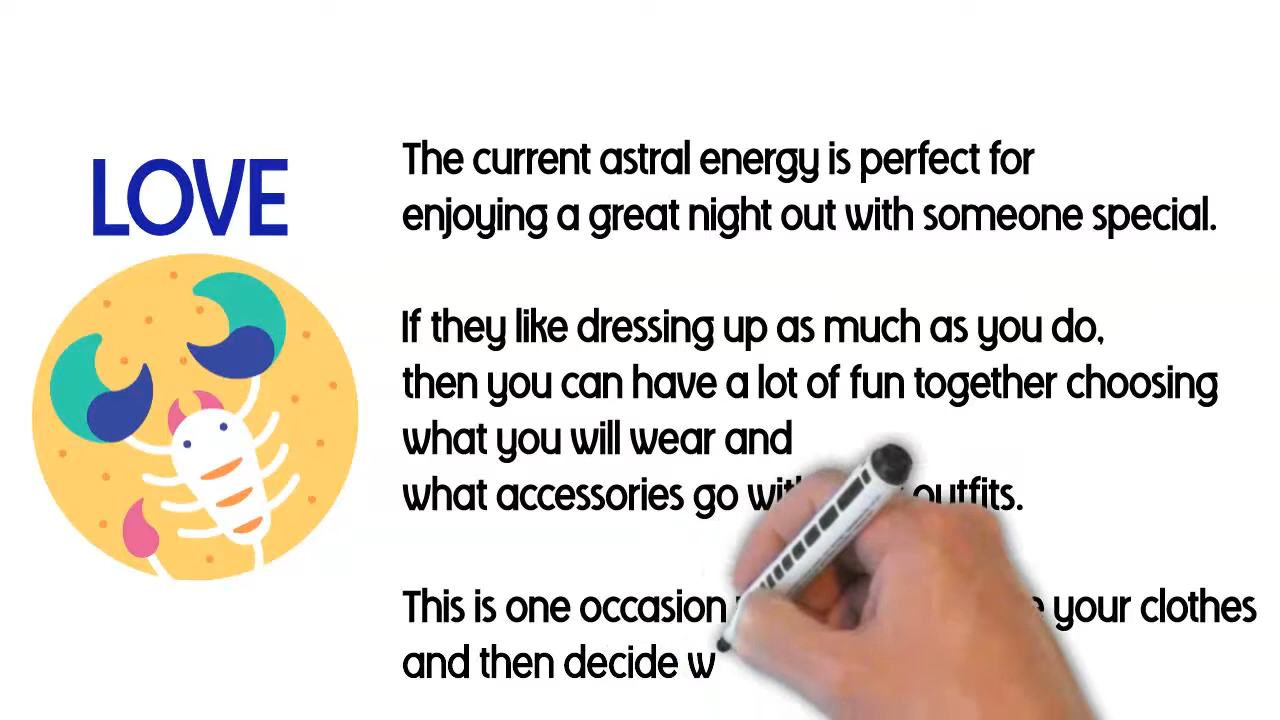 LOVE
The current astral energy is perfect for
enjoying a great night out with someone special.
If they like dressing up as much as you do,
then you can have a lot of fun together choosing
what you will wear and
what accessories go with outfits.
This is one occasion your clothes
and then decide w